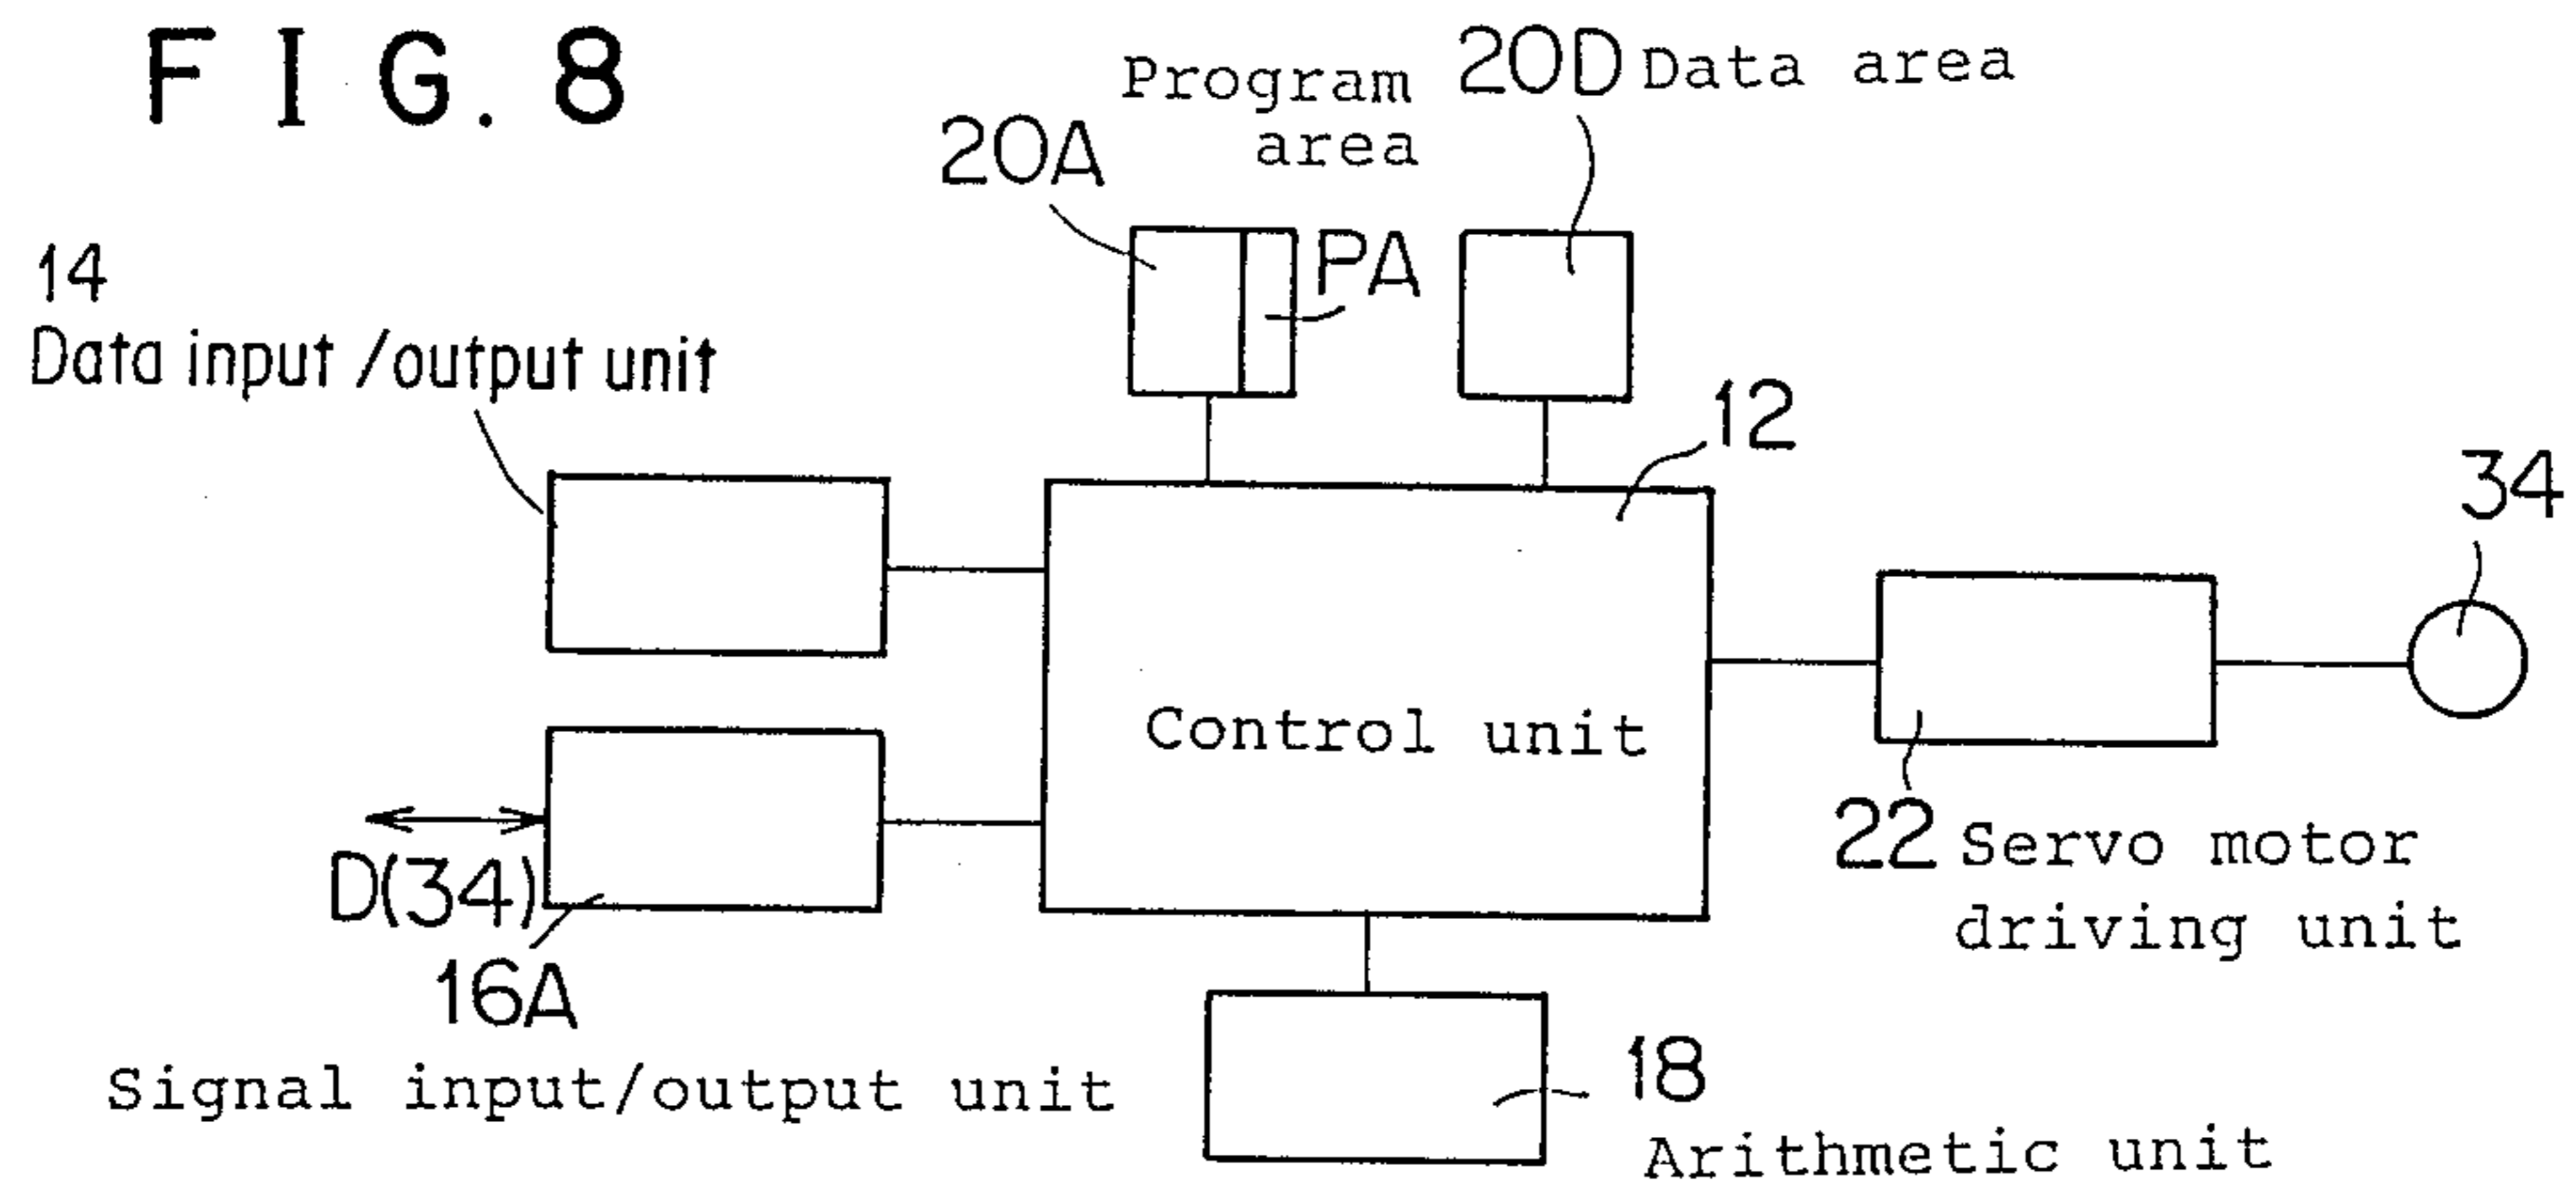 FIG. 8
Program area
20D Data area
20A
PA
14
Data input/output unit
12
34
Control unit
D(34)
16A
Signal input/output unit
22 Servo motor
driving unit
18
Arithmetic unit